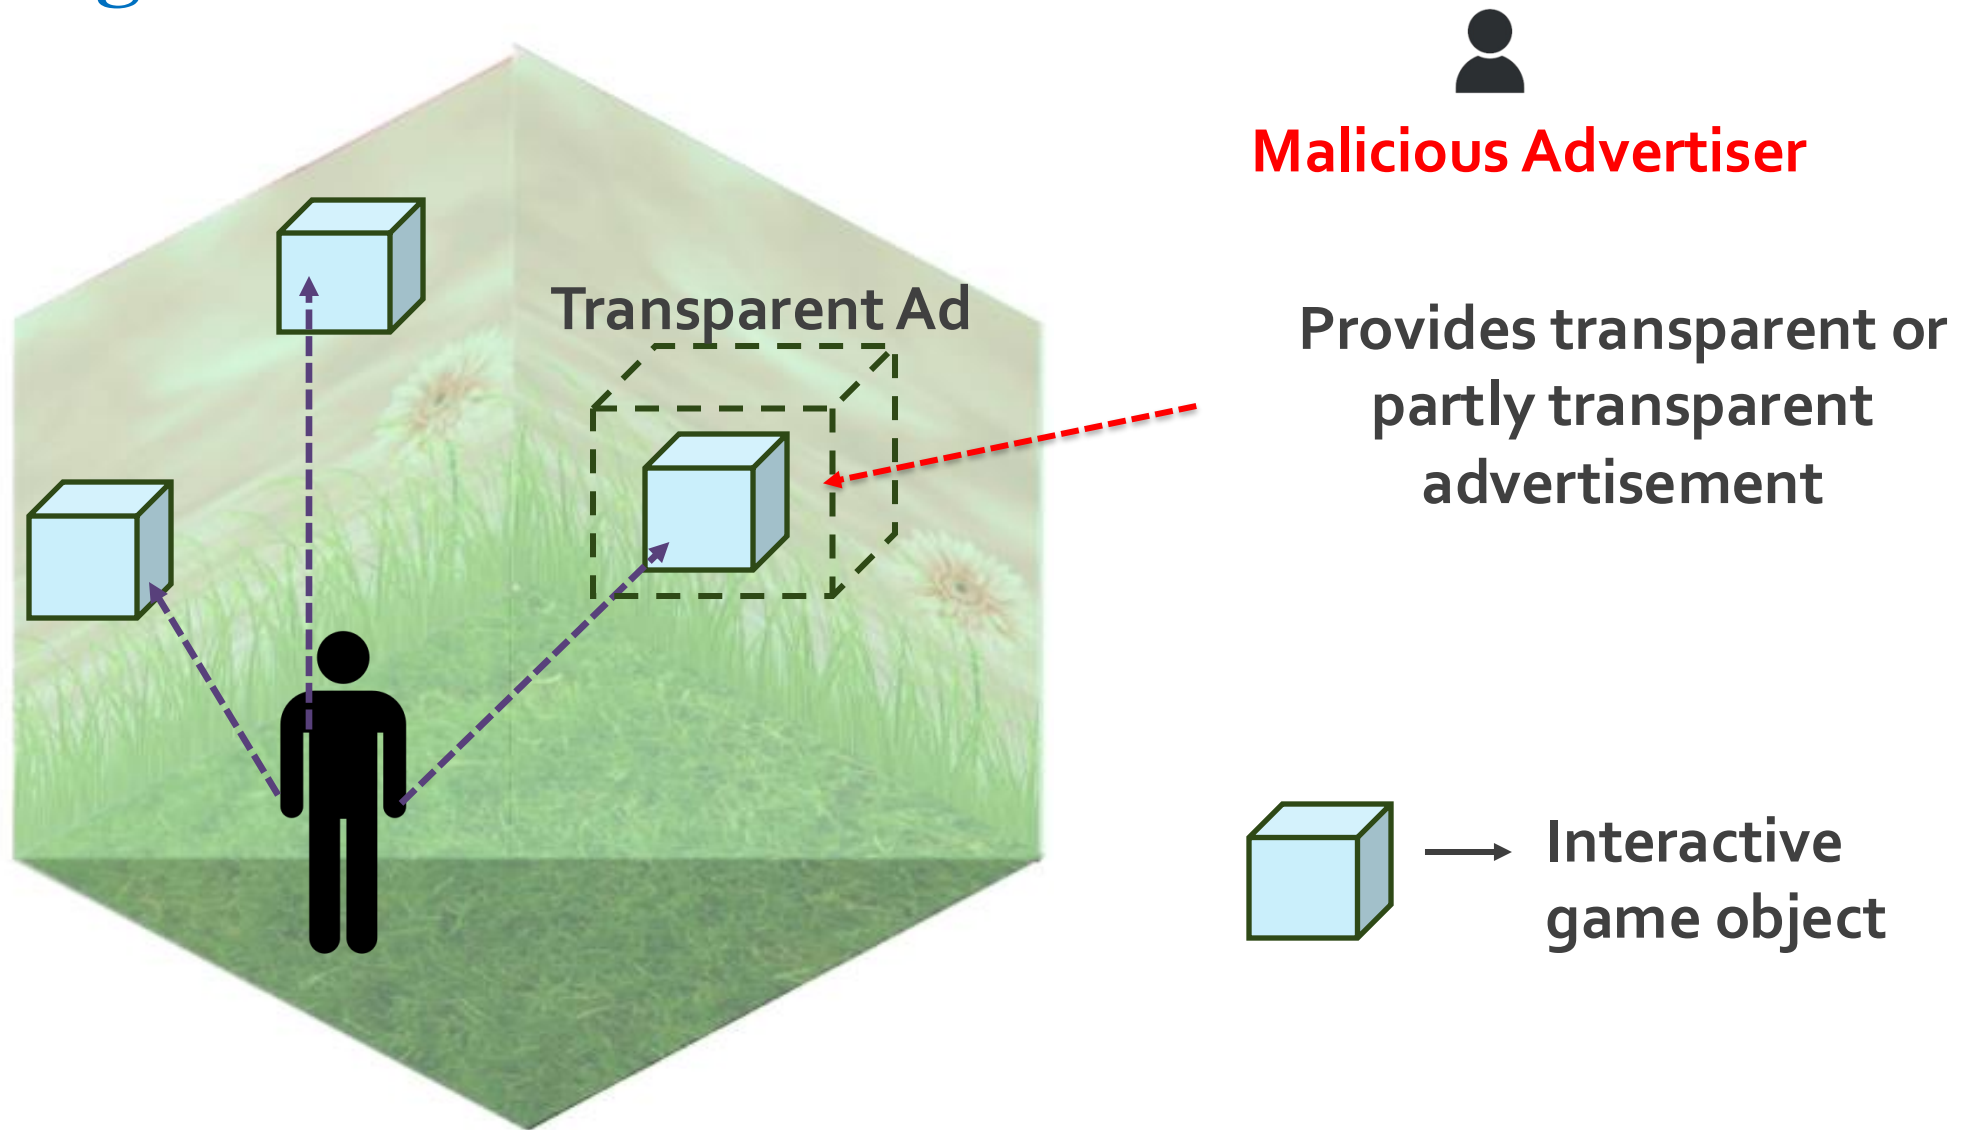 Malicious Advertiser
Transparent Ad
Provides transparent or
partly transparent
advertisement
Interactive
game object